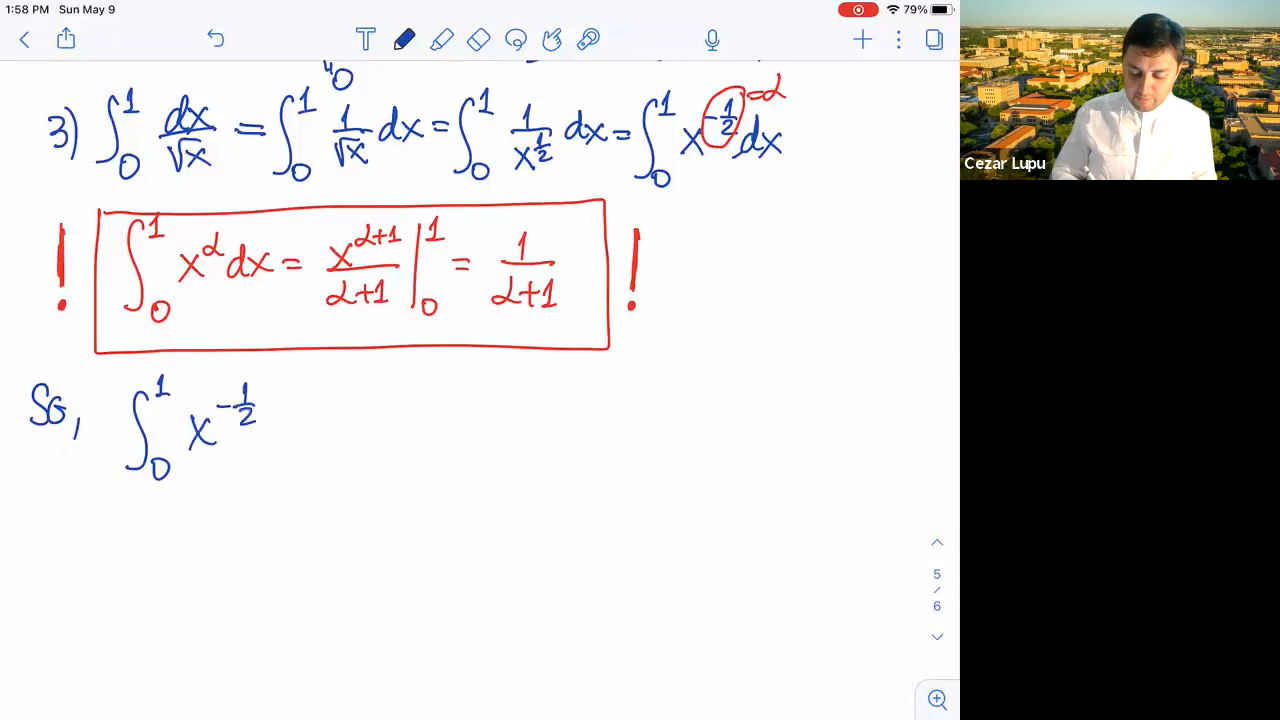 1:58 PM Sun May 9
79%
Cezar Lupu
"0
3) ∫₀¹ dx/√x = ∫₀¹ 1/√x dx = ∫₀¹ 1/x^(1/2) dx = ∫₀¹ x^(-1/2) dx =α
! ∫₀¹ x^α dx = x^(α+1)/(α+1) |₀¹ = 1/(α+1) !
So, ∫₀¹ x^(-1/2)
5
/
6